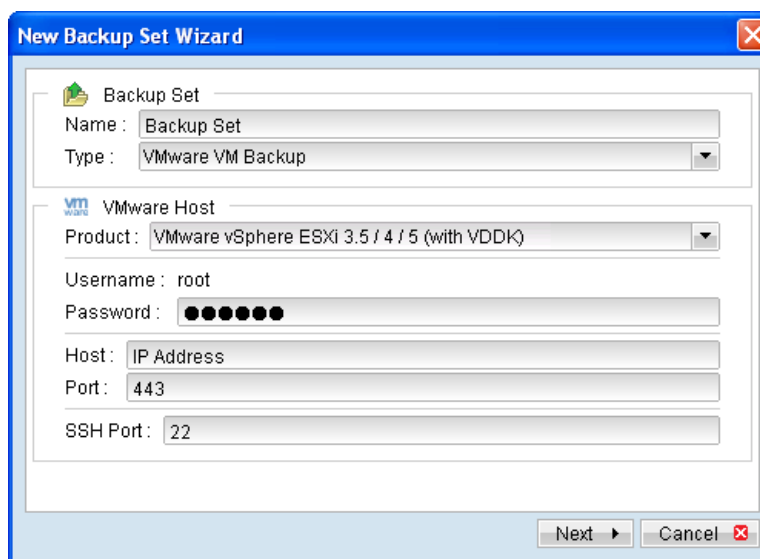 New Backup Set Wizard
Backup Set
Name : Backup Set
Type : VMware VM Backup
vm ware VMware Host
Product : VMware vSphere ESXi 3.5 / 4 / 5 (with VDDK)
Username : root
Password : ●●●●●●
Host : IP Address
Port : 443
SSH Port : 22
Next Cancel